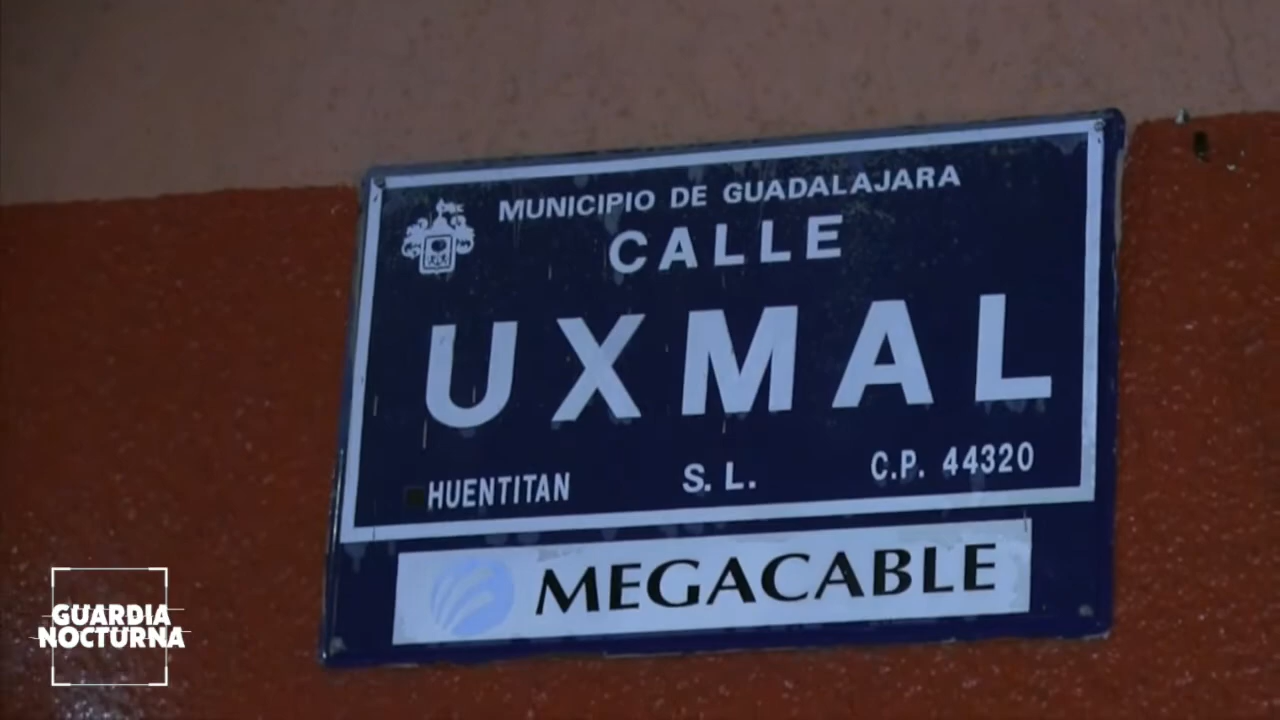 MUNICIPIO DE GUADALAJARA
CALLE
UXMAL
HUENTITAN S. L. C.P. 44320
MEGACABLE
GUARDIA
NOCTURNA